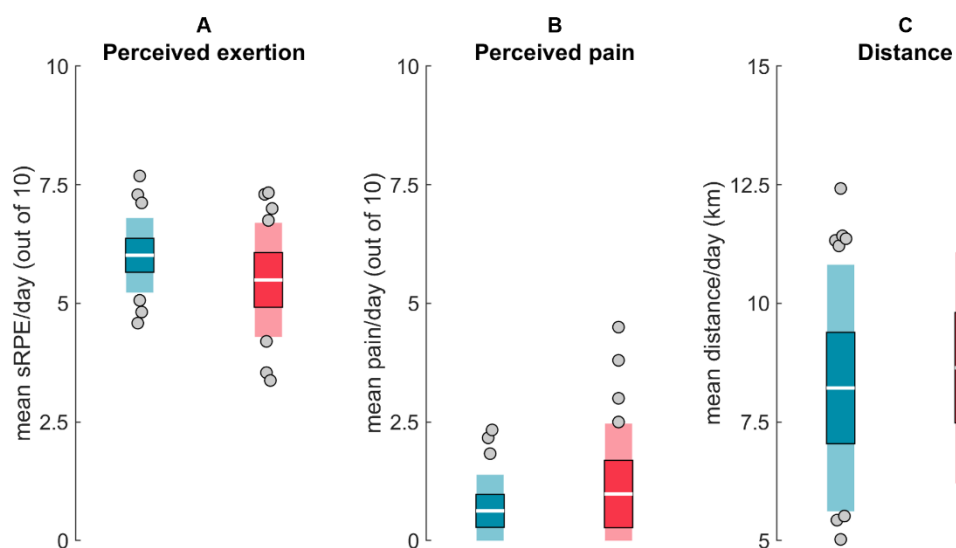 A
Perceived exertion
mean sRPE/day (out of 10)
10
7.5
5
2.5
0
B
Perceived pain
mean pain/day (out of 10)
10
7.5
5
2.5
0
C
Distance
mean distance/day (km)
15
12.5
10
7.5
5